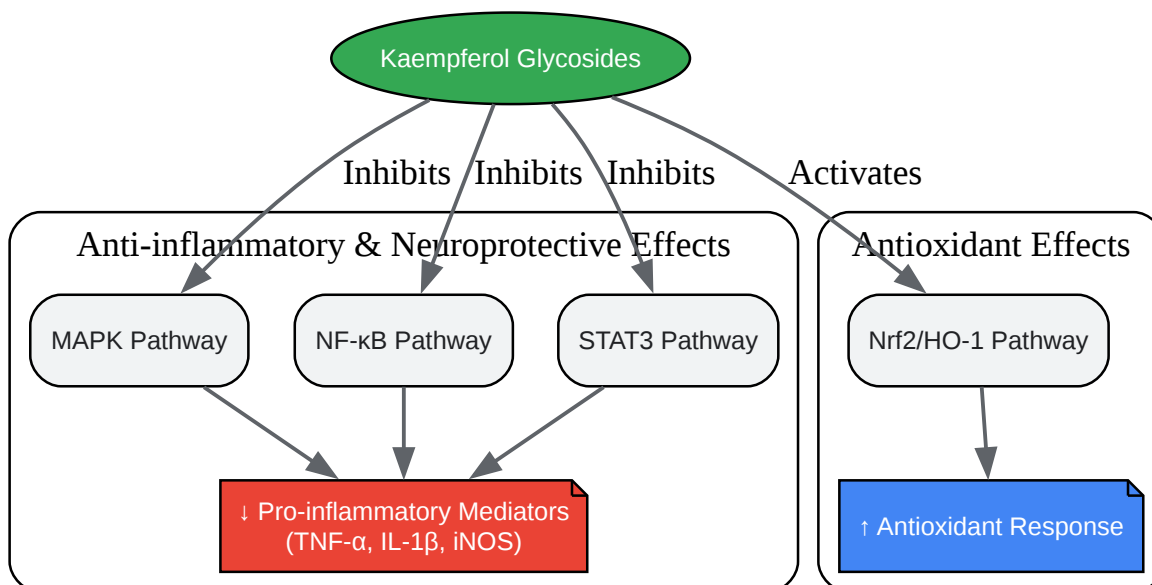 Kaempferol Glycosides
Inhibits
Inhibits
Inhibits
Activates
Anti-inflammatory & Neuroprotective Effects
Antioxidant Effects
MAPK Pathway
NF-κB Pathway
STAT3 Pathway
Nrf2/HO-1 Pathway
↓ Pro-inflammatory Mediators
(TNF-α, IL-1β, iNOS)
↑ Antioxidant Response